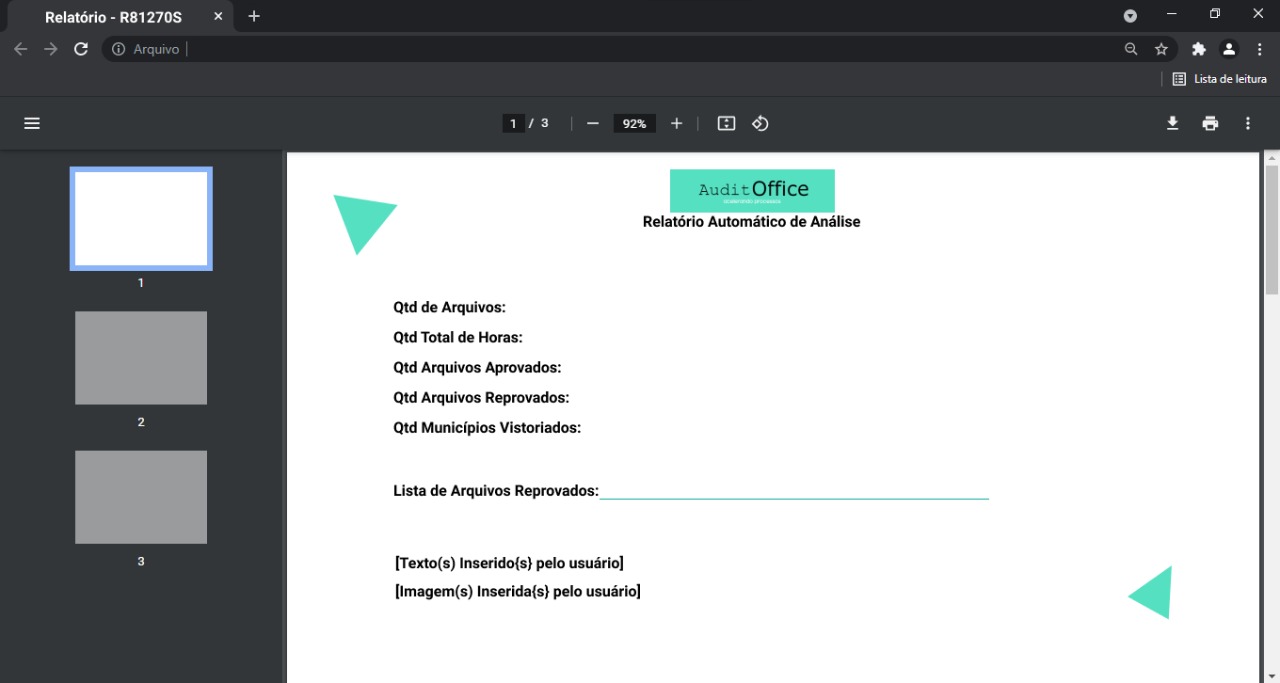 Relatório - R81270S
Arquivo
Lista de leitura
1 / 3
92%
AuditOffice
acelerando processos
Relatório Automático de Análise
1
Qtd de Arquivos:
Qtd Total de Horas:
Qtd Arquivos Aprovados:
Qtd Arquivos Reprovados:
2
Qtd Municípios Vistoriados:
Lista de Arquivos Reprovados:
3
[Texto(s) Inserido{s} pelo usuário]
[Imagem(s) Inserida{s} pelo usuário]